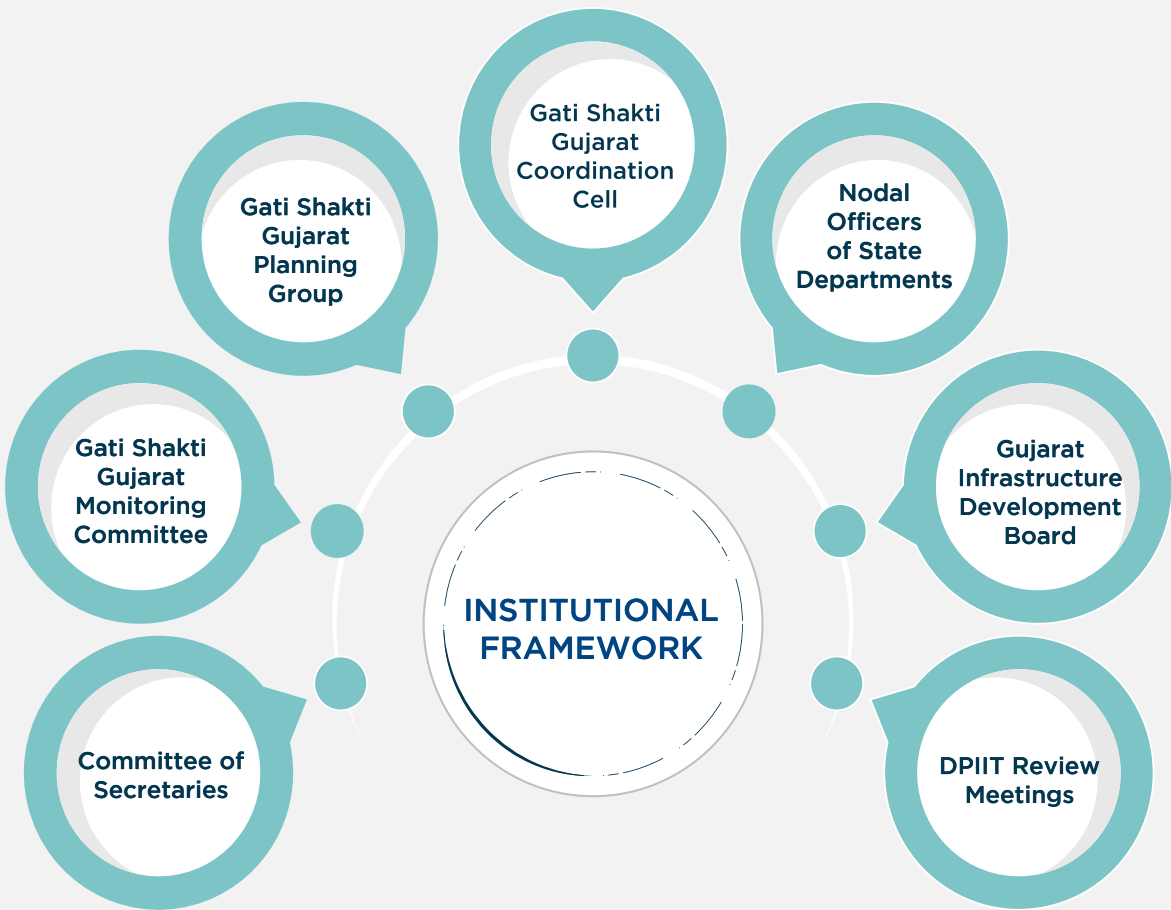 Gati Shakti
Gujarat
Coordination
Cell
Gati Shakti
Gujarat
Planning
Group
Nodal
Officers
of State
Departments
Gati Shakti
Gujarat
Monitoring
Committee
Gujarat
Infrastructure
Development
Board
INSTITUTIONAL
FRAMEWORK
Committee of
Secretaries
DPIIT Review
Meetings